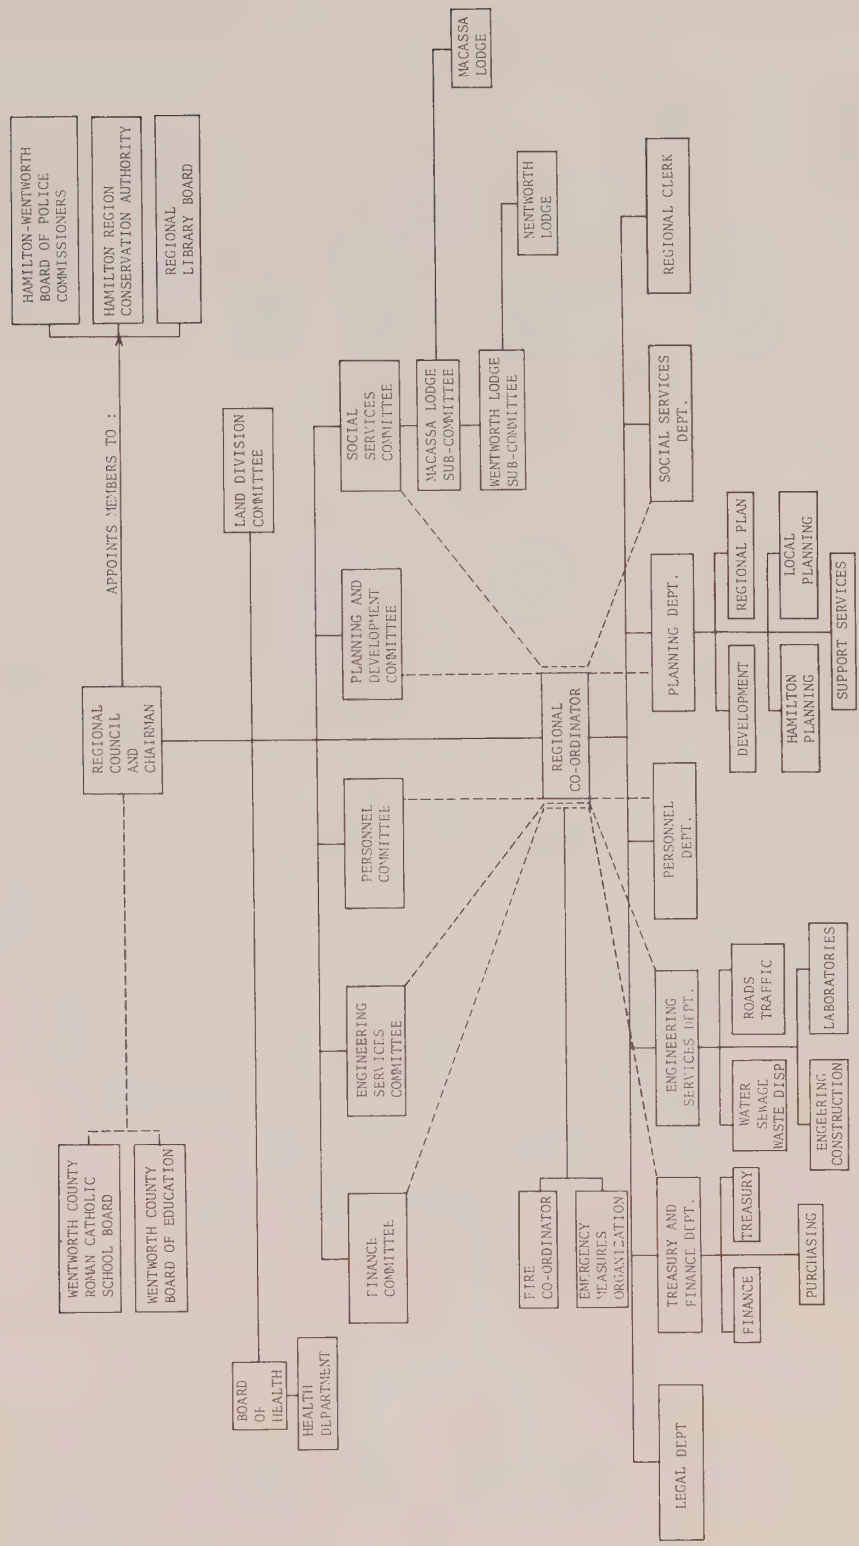 WENTWORTH COUNTY
ROMAN CATHOLIC
SCHOOL BOARD
WENTWORTH COUNTY
BOARD OF EDUCATION
REGIONAL
COUNCIL
AND
CHAIRMAN
APPOINTS MEMBERS TO :
HAMILTON-WENTWORTH
BOARD OF POLICE
COMMISSIONERS
HAMILTON REGION
CONSERVATION AUTHORITY
REGIONAL
LIBRARY BOARD
BOARD
OF
HEALTH
HEALTH
DEPARTMENT
LAND DIVISION
COMMITTEE
FINANCE
COMMITTEE
ENGINEERING
SERVICES
COMMITTEE
PERSONNEL
COMMITTEE
PLANNING AND
DEVELOPMENT
COMMITTEE
SOCIAL
SERVICES
COMMITTEE
MACASSA LODGE
SUB-COMMITTEE
WENTWORTH LODGE
SUB-COMMITTEE
MACASSA
LODGE
NENTWORTH
LODGE
FIRE
CO-ORDINATOR
EMERGENCY
MEASURES
ORGANIZATION
REGIONAL
CO-ORDINATOR
LEGAL DEPT
TREASURY AND
FINANCE DEPT.
ENGINEERING
SERVICES DEPT.
PERSONNEL
DEPT.
PLANNING DEPT.
SOCIAL SERVICES
DEPT.
REGIONAL CLERK
FINANCE
TREASURY
PURCHASING
WATER
SEWAGE
WASTE DISP
ROADS
TRAFFIC
ENGEERING
CONSTRUCTION
LABORATORIES
DEVELOPMENT
REGIONAL PLAN
HAMILTON
PLANNING
LOCAL
PLANNING
SUPPORT SERVICES